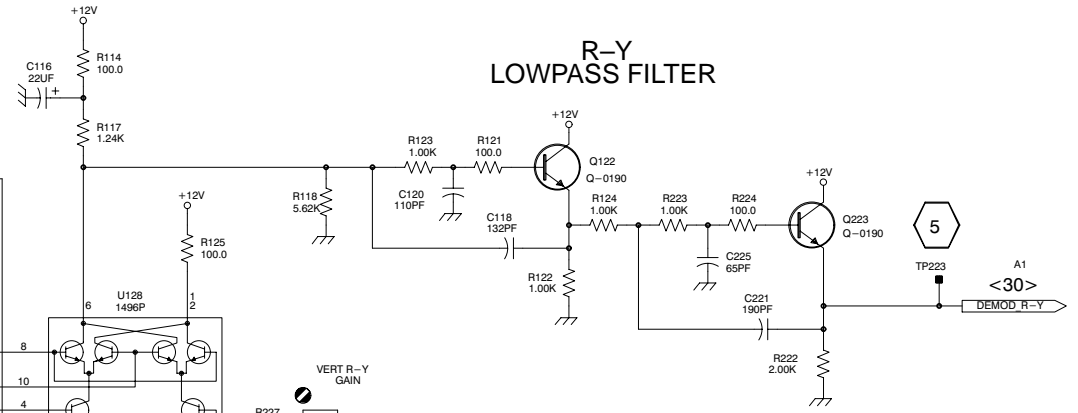 +12V
R114
100.0
C116
22UF
+
R117
1.24K
R−Y
LOWPASS FILTER
+12V
R123
1.00K
R121
100.0
Q122
Q−0190
C120
110PF
R118
5.62K
C118
132PF
R124
1.00K
R223
1.00K
R224
100.0
+12V
Q223
Q−0190
5
+12V
R125
100.0
R122
1.00K
C225
65PF
TP223
A1
<30>
DEMOD_R−Y
U128
1496P
6
1
2
C221
190PF
8
10
4
R222
2.00K
VERT R−Y
GAIN
R227